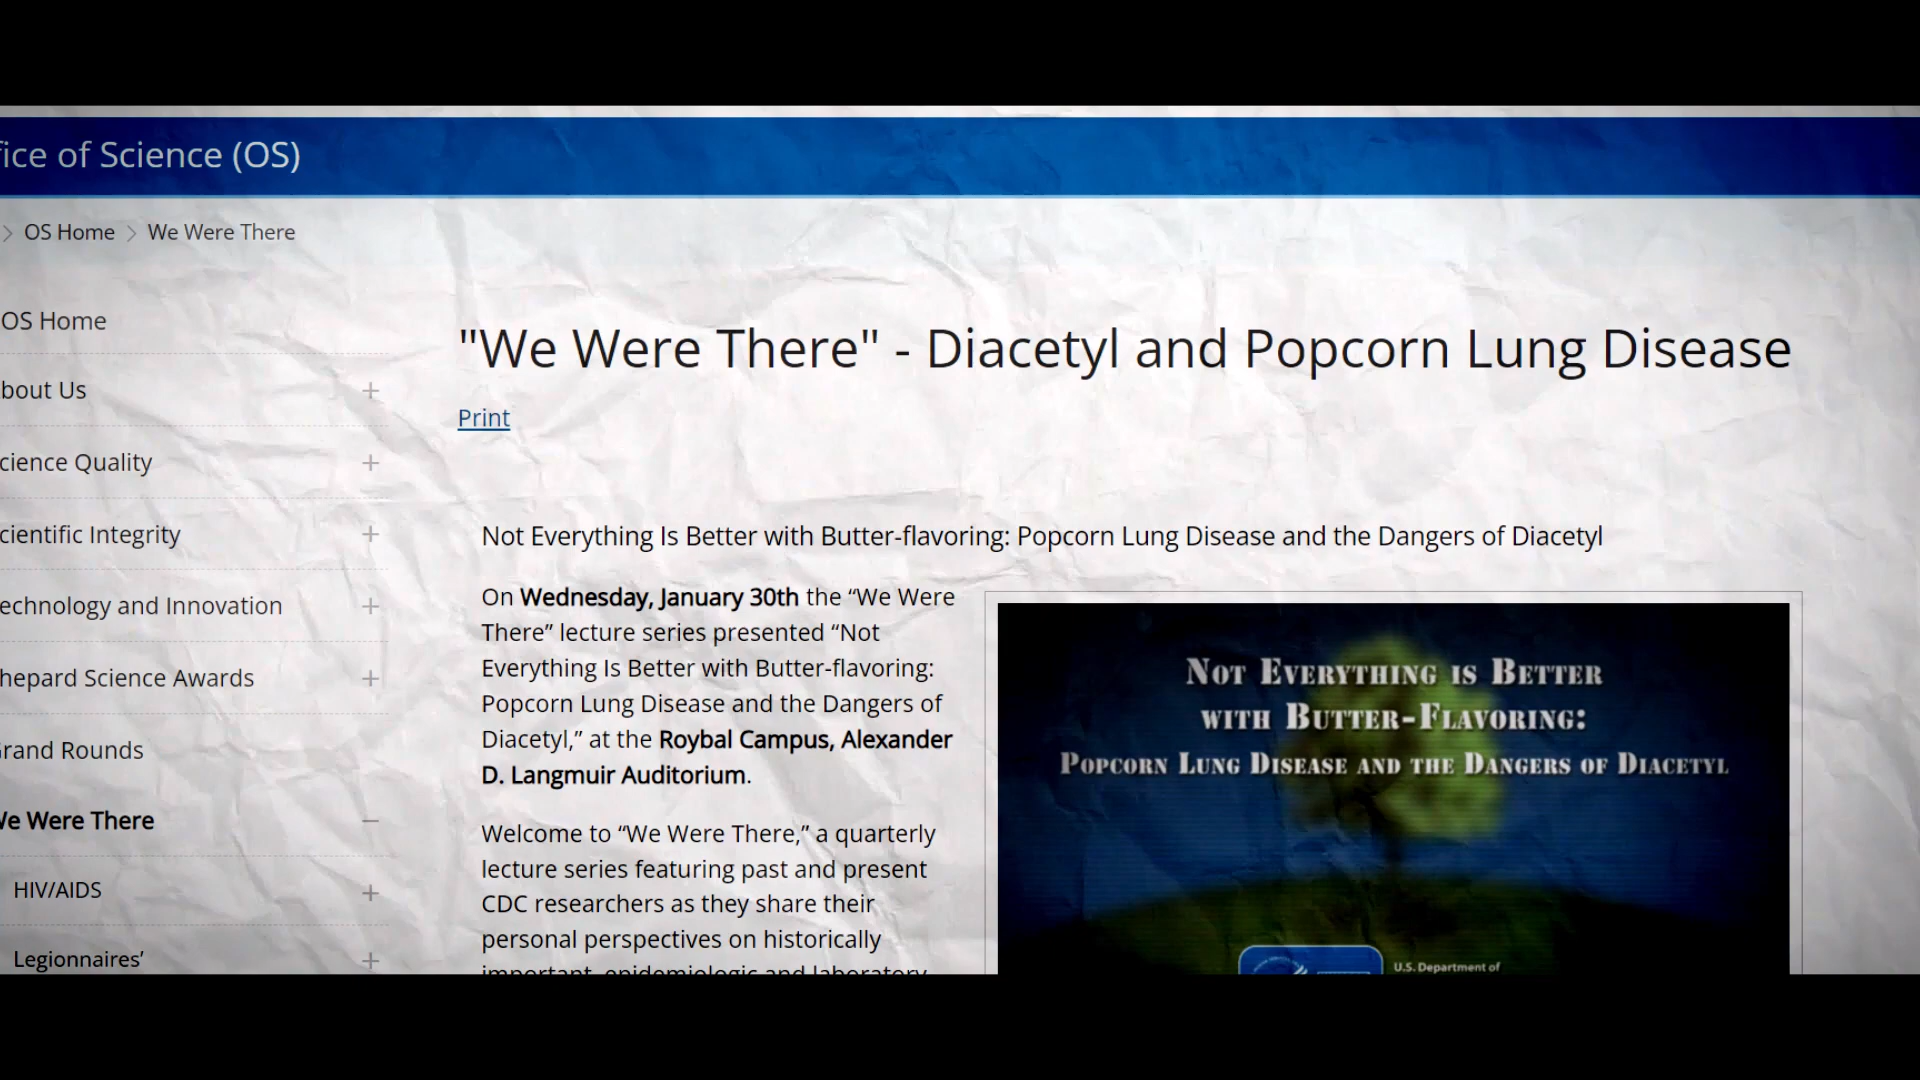 fice of Science (OS)
OS Home > We Were There
OS Home
bout Us +
cience Quality +
cientific Integrity +
echnology and Innovation +
hepard Science Awards +
rand Rounds
We Were There −
HIV/AIDS +
Legionnaires’ +
"We Were There" - Diacetyl and Popcorn Lung Disease
Print
Not Everything Is Better with Butter-flavoring: Popcorn Lung Disease and the Dangers of Diacetyl
On Wednesday, January 30th the “We Were
There” lecture series presented “Not
Everything Is Better with Butter-flavoring:
Popcorn Lung Disease and the Dangers of
Diacetyl,” at the Roybal Campus, Alexander
D. Langmuir Auditorium.
Welcome to “We Were There,” a quarterly
lecture series featuring past and present
CDC researchers as they share their
personal perspectives on historically
important, epidemiologic and laboratory
Not Everything is Better
with Butter-Flavoring:
Popcorn Lung Disease and the Dangers of Diacetyl
U.S. Department of